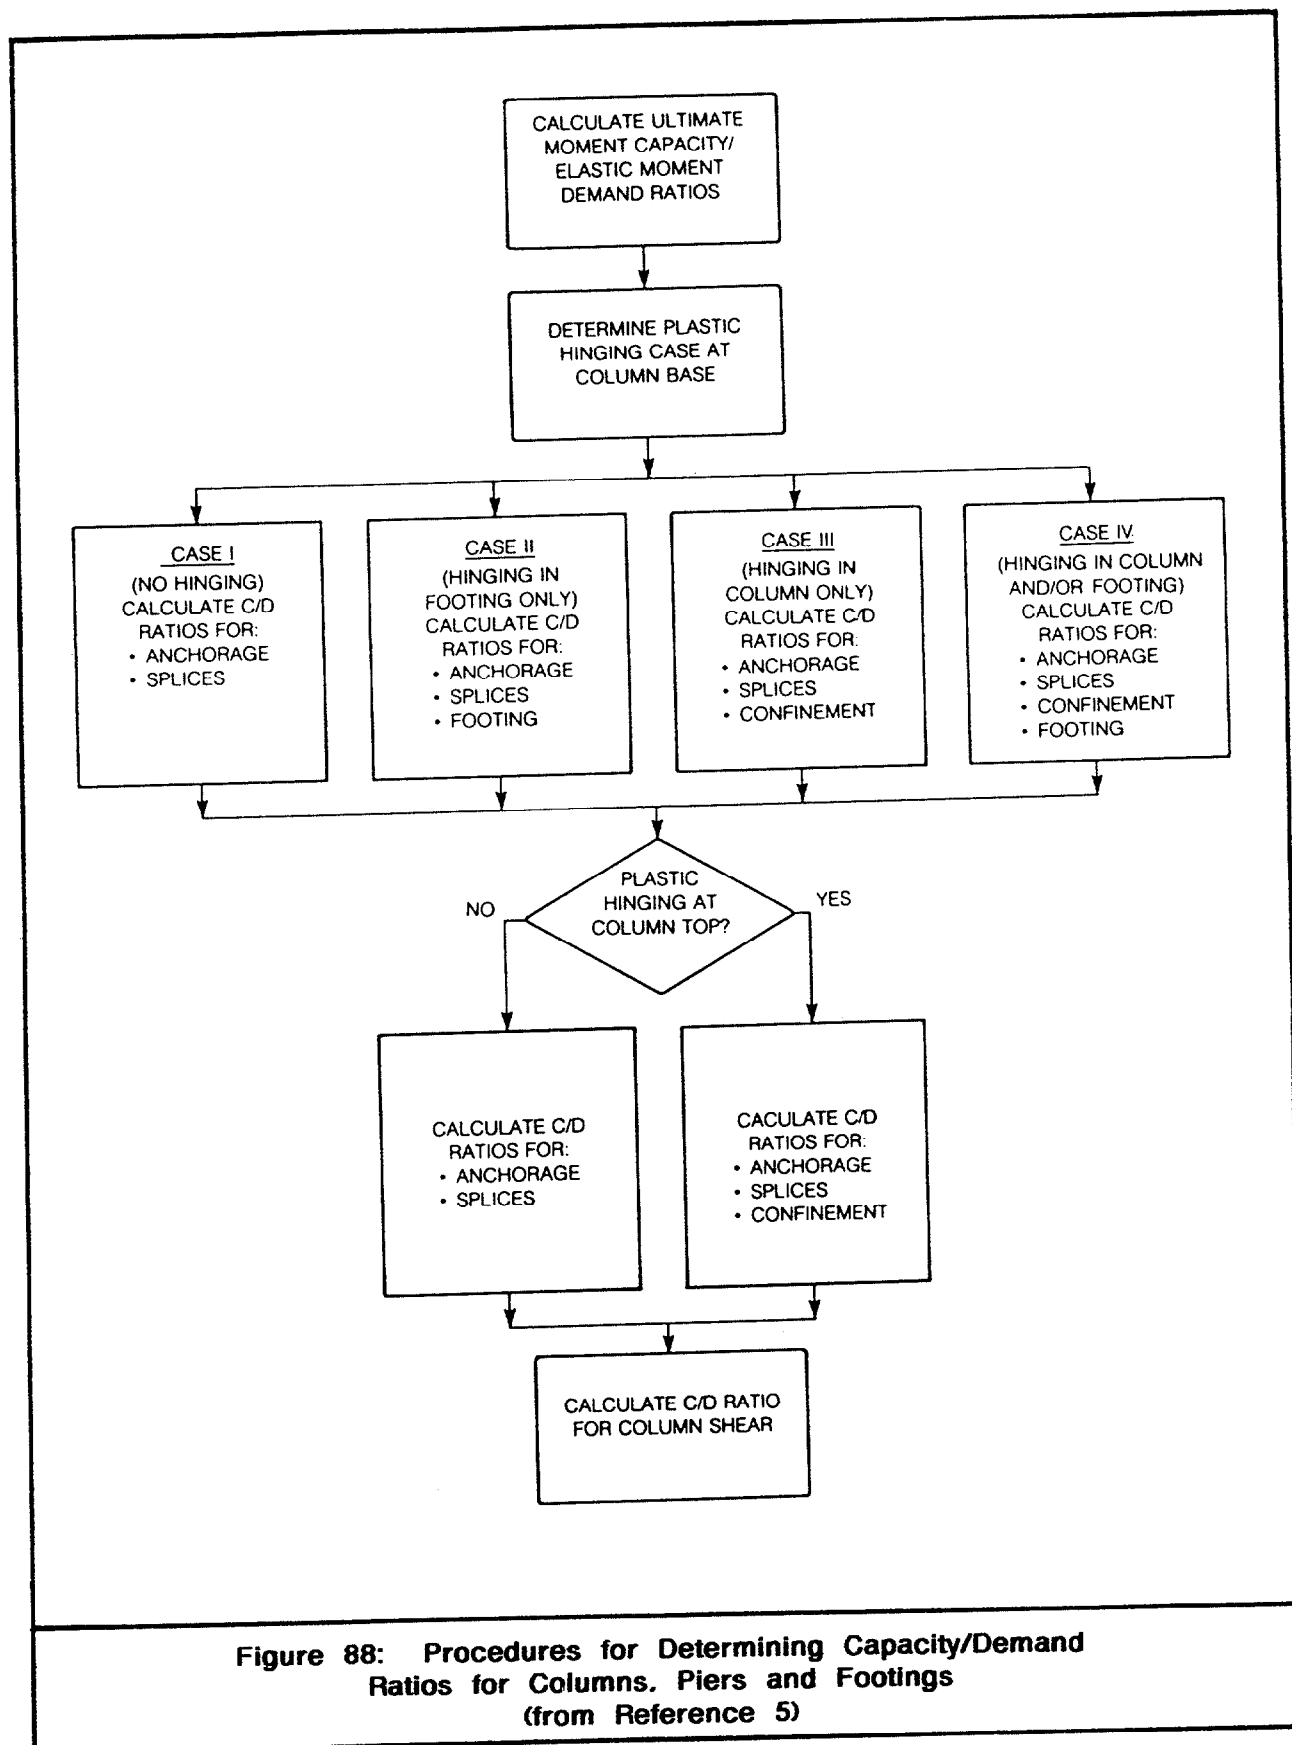 CALCULATE ULTIMATE
MOMENT CAPACITY/
ELASTIC MOMENT
DEMAND RATIOS
DETERMINE PLASTIC
HINGING CASE AT
COLUMN BASE
CASE I
(NO HINGING)
CALCULATE C/D
RATIOS FOR:
• ANCHORAGE
• SPLICES
CASE II
(HINGING IN
FOOTING ONLY)
CALCULATE C/D
RATIOS FOR:
• ANCHORAGE
• SPLICES
• FOOTING
CASE III
(HINGING IN
COLUMN ONLY)
CALCULATE C/D
RATIOS FOR:
• ANCHORAGE
• SPLICES
• CONFINEMENT
CASE IV
(HINGING IN COLUMN
AND/OR FOOTING)
CALCULATE C/D
RATIOS FOR:
• ANCHORAGE
• SPLICES
• CONFINEMENT
• FOOTING
PLASTIC
HINGING AT
COLUMN TOP?
NO
YES
CALCULATE C/D
RATIOS FOR:
• ANCHORAGE
• SPLICES
CACULATE C/D
RATIOS FOR:
• ANCHORAGE
• SPLICES
• CONFINEMENT
CALCULATE C/D RATIO
FOR COLUMN SHEAR
Figure 88: Procedures for Determining Capacity/Demand
Ratios for Columns. Piers and Footings
(from Reference 5)